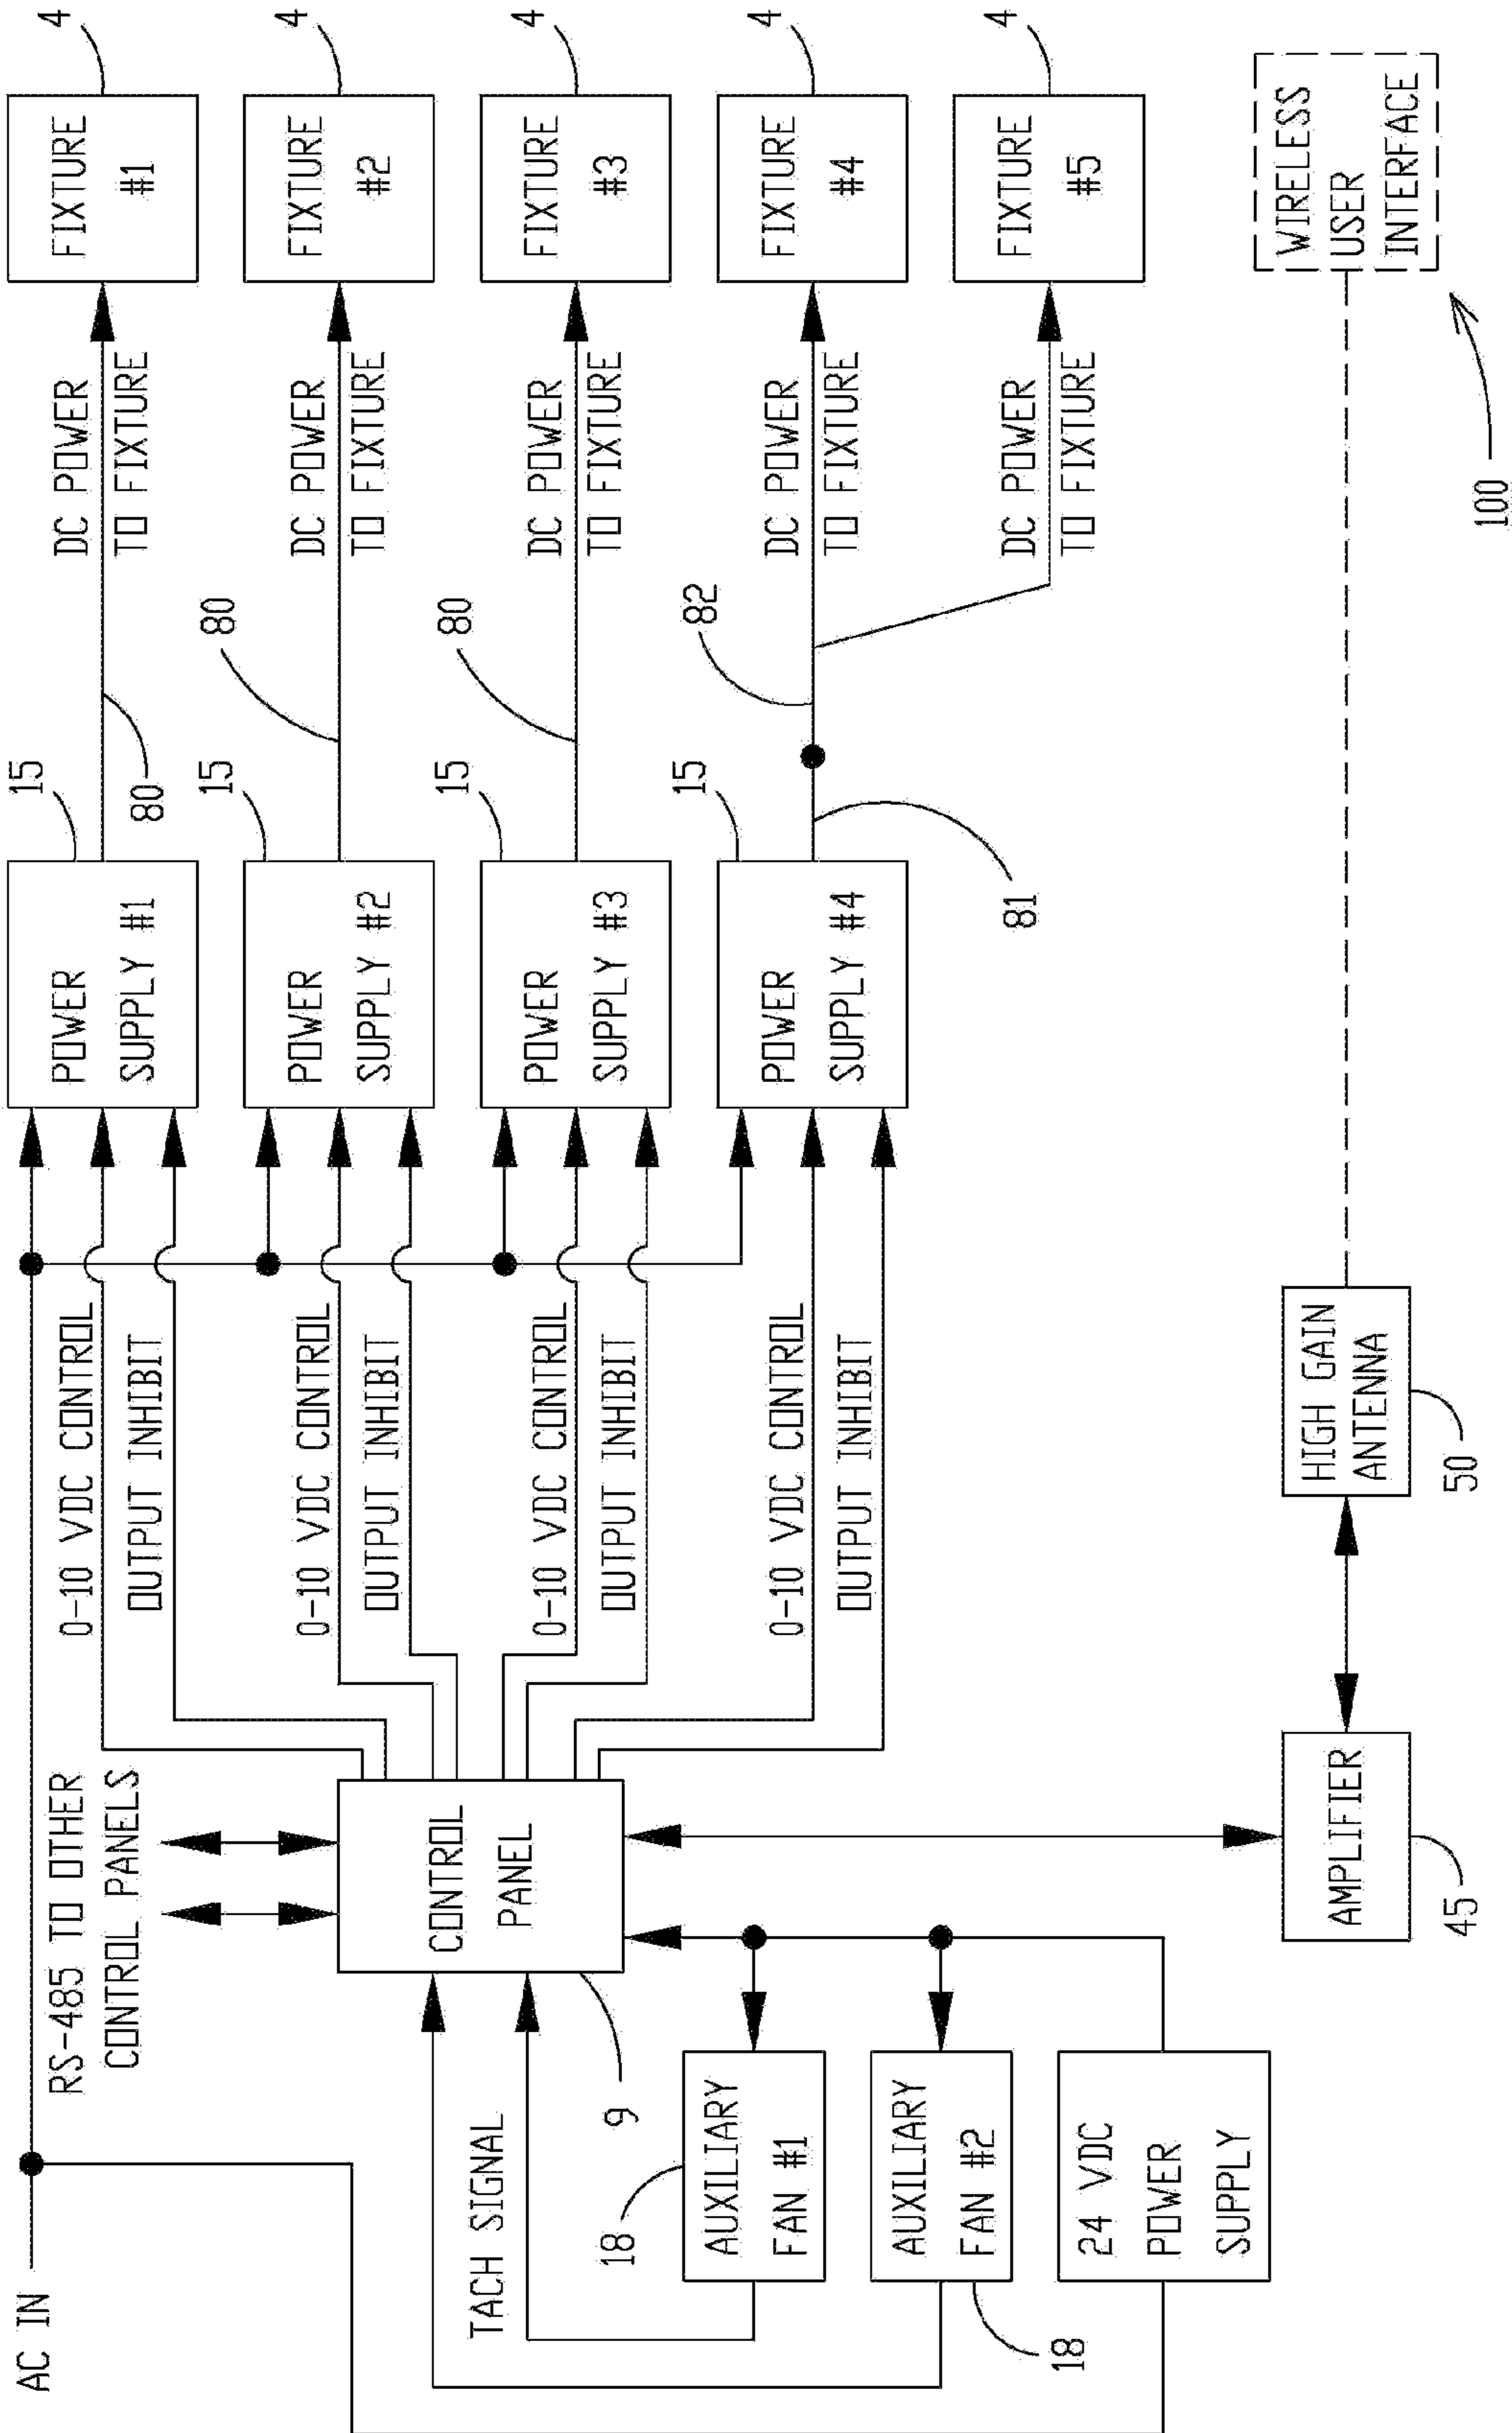 AC IN
RS-485 TO OTHER
CONTROL PANELS
0-10 VDC CONTROL
OUTPUT INHIBIT
POWER
SUPPLY #1
15
80
DC POWER
TO FIXTURE
FIXTURE
#1
4
0-10 VDC CONTROL
OUTPUT INHIBIT
POWER
SUPPLY #2
15
80
DC POWER
TO FIXTURE
FIXTURE
#2
4
TACH SIGNAL
CONTROL
PANEL
9
0-10 VDC CONTROL
OUTPUT INHIBIT
POWER
SUPPLY #3
15
80
DC POWER
TO FIXTURE
FIXTURE
#3
4
18
AUXILIARY
FAN #1
0-10 VDC CONTROL
OUTPUT INHIBIT
POWER
SUPPLY #4
15
82
81
DC POWER
TO FIXTURE
FIXTURE
#4
4
AUXILIARY
FAN #2
18
DC POWER
TO FIXTURE
FIXTURE
#5
4
24 VDC
POWER
SUPPLY
AMPLIFIER
45
HIGH GAIN
ANTENNA
50
WIRELESS
USER
INTERFACE
100